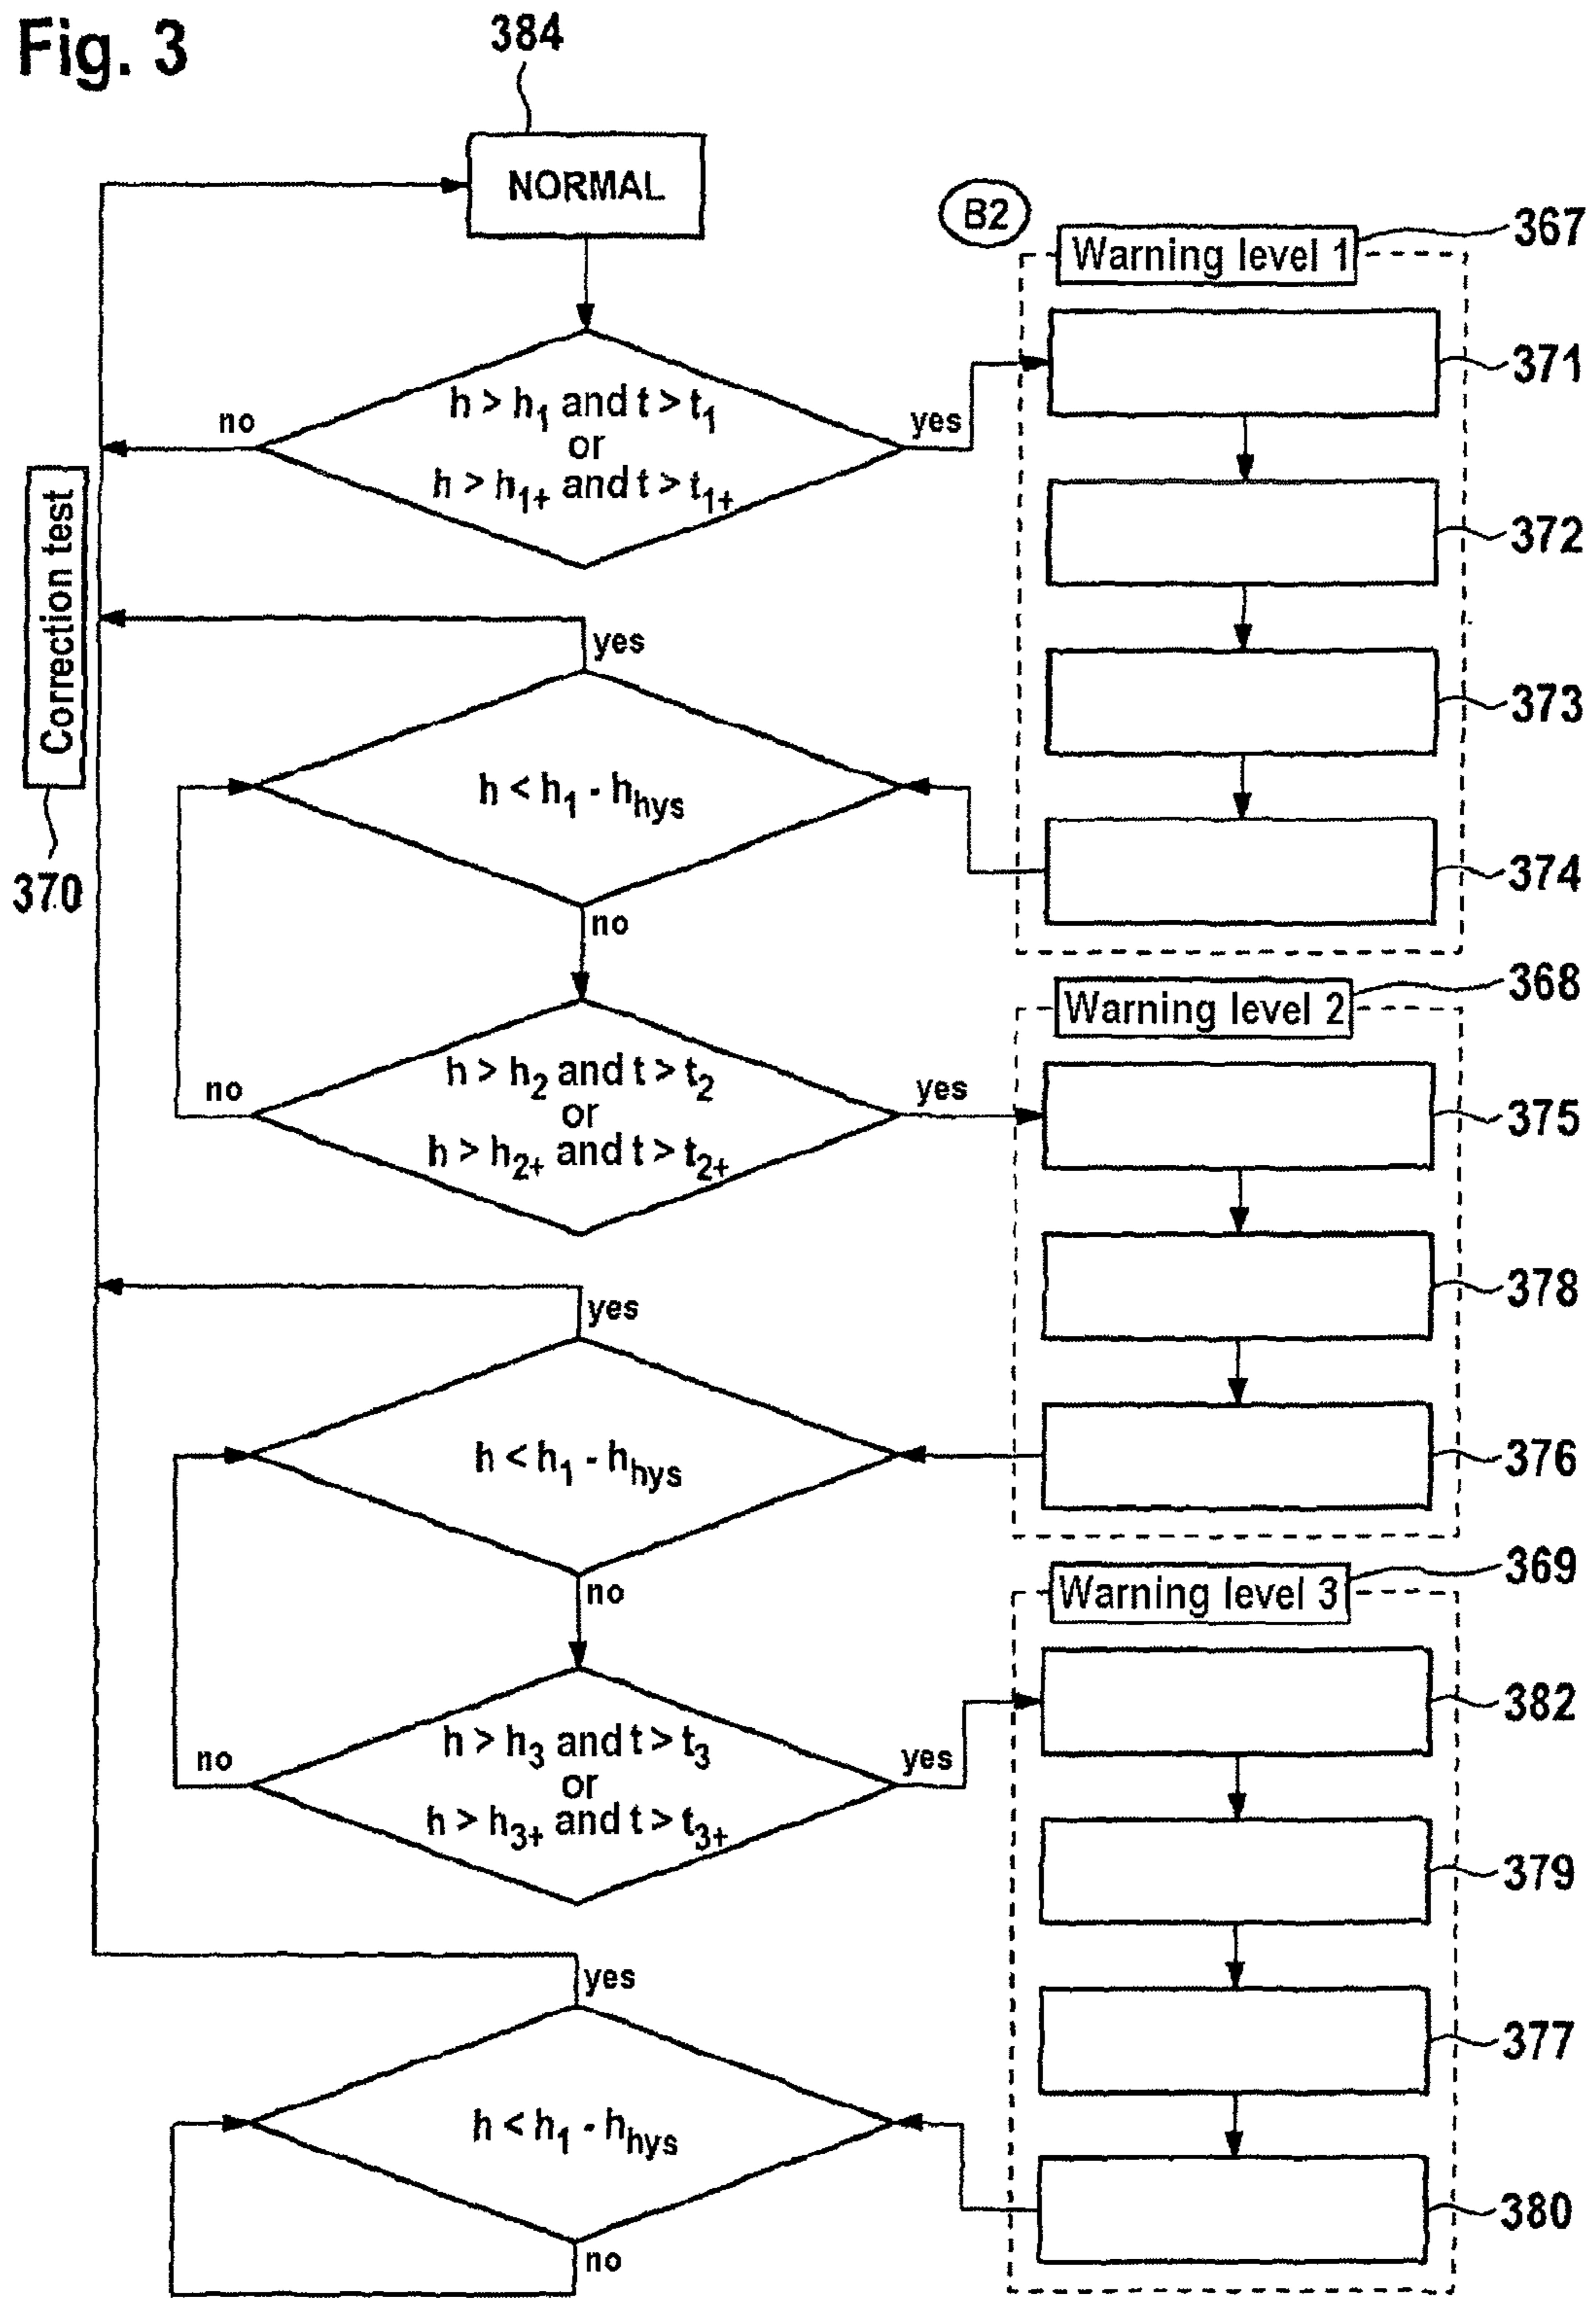 Fig. 3
384
NORMAL
B2
Warning level 1
367
371
h > h1 and t > t1
or
h > h1+ and t > t1+
no
yes
372
Correction test
370
373
yes
h < h1 - hhys
no
374
Warning level 2
368
h > h2 and t > t2
or
h > h2+ and t > t2+
no
yes
375
378
yes
h < h1 - hhys
no
376
Warning level 3
369
382
h > h3 and t > t3
or
h > h3+ and t > t3+
no
yes
379
377
yes
h < h1 - hhys
no
380